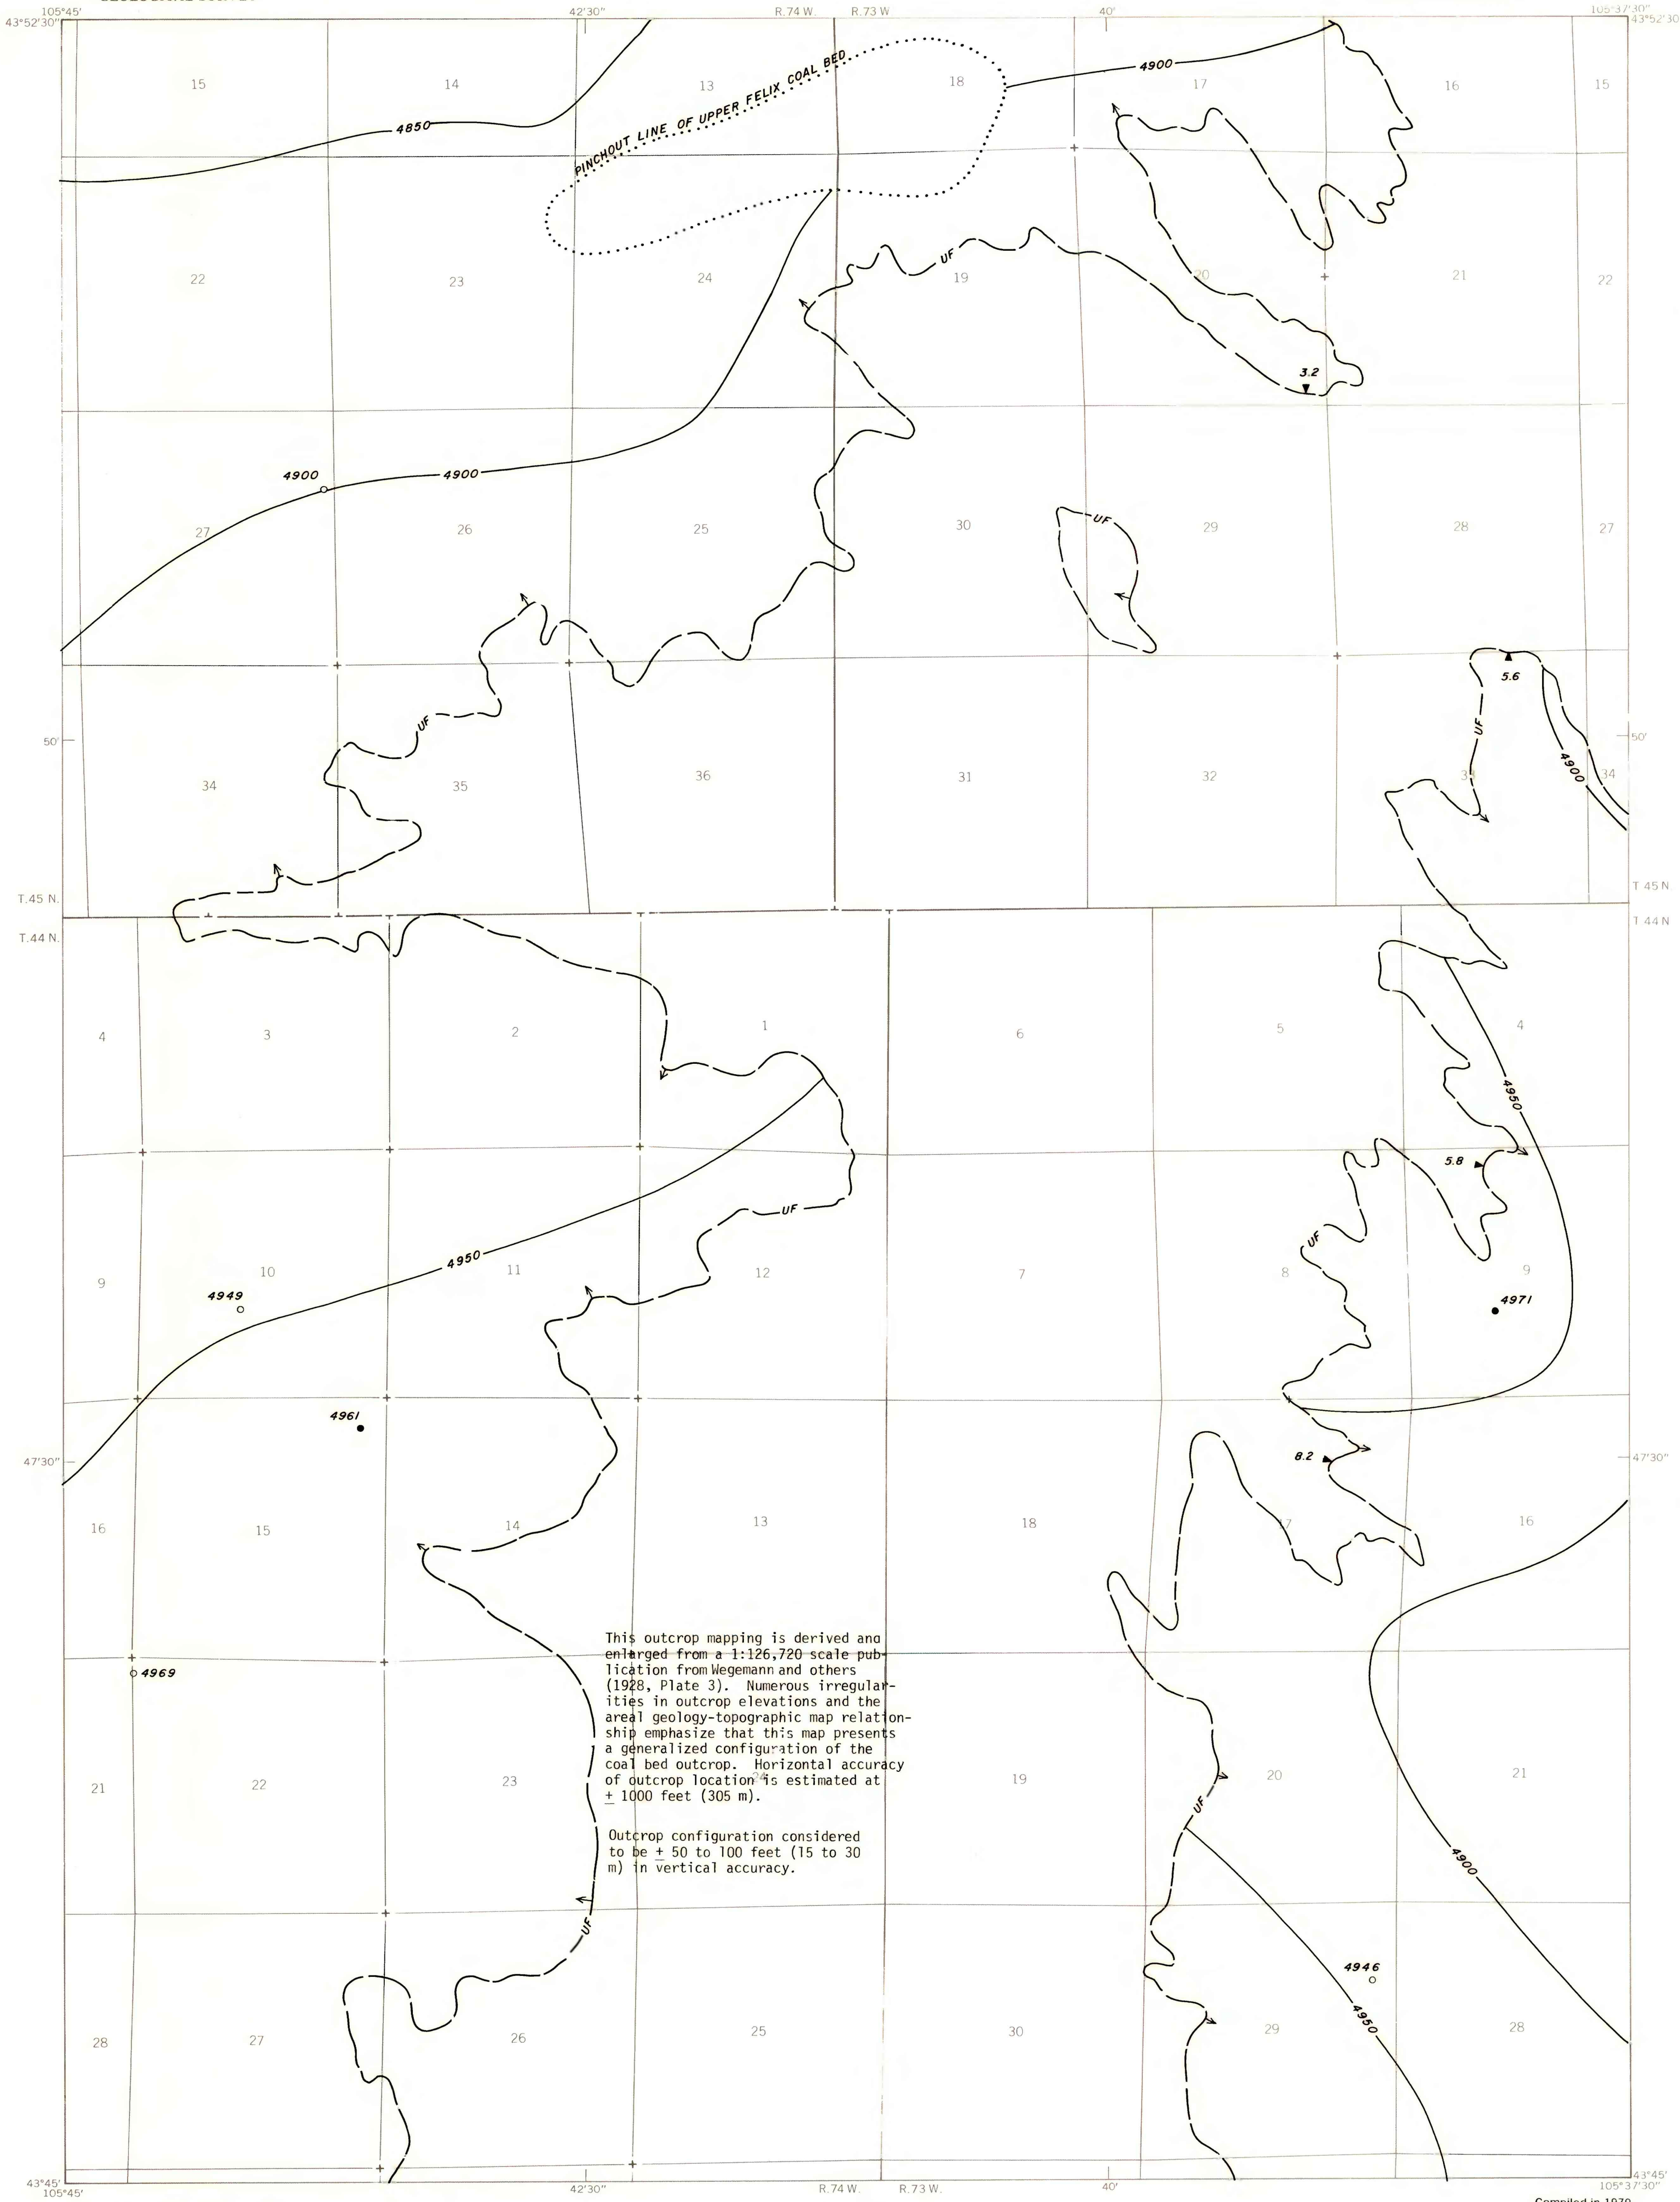 105°45' 42'30" R.74 W. R.73 W 40' 105°37'30"
43°52'30" 43°52'30
15 14 13 18 17 16 15
4900
PINCHOUT LINE OF UPPER FELIX COAL BED
4850
22 23 24 UF 19 20 21 22
3.2
4900 4900
27 26 25 30 UF 29 28 27
5.6
UF UF
50' 50'
4900
34 35 36 31 32 33 34
T.45 N. T 45 N
T.44 N. T 44 N
4 3 2 1 6 5 4
4950
5.8
UF
UF
4950
9 10 11 12 7 8 9
4949 4971
4961
8.2
47'30" 47'30"
16 15 14 13 18 17 16
This outcrop mapping is derived and
enlarged from a 1:126,720 scale pub-
lication from Wegemann and others
(1928, Plate 3). Numerous irregular-
ities in outcrop elevations and the
areal geology-topographic map relation-
ship emphasize that this map presents
a generalized configuration of the
coal bed outcrop. Horizontal accuracy
of outcrop location is estimated at
± 1000 feet (305 m).
4969
21 22 23 24 19 20 21
UF
Outcrop configuration considered
to be ± 50 to 100 feet (15 to 30
m) in vertical accuracy.
4900
UF
4946
4950
28 27 26 25 30 29 28
43°45' 43°45'
105°45' 42'30" R.74 W. R.73 W. 40' 105°37'30"